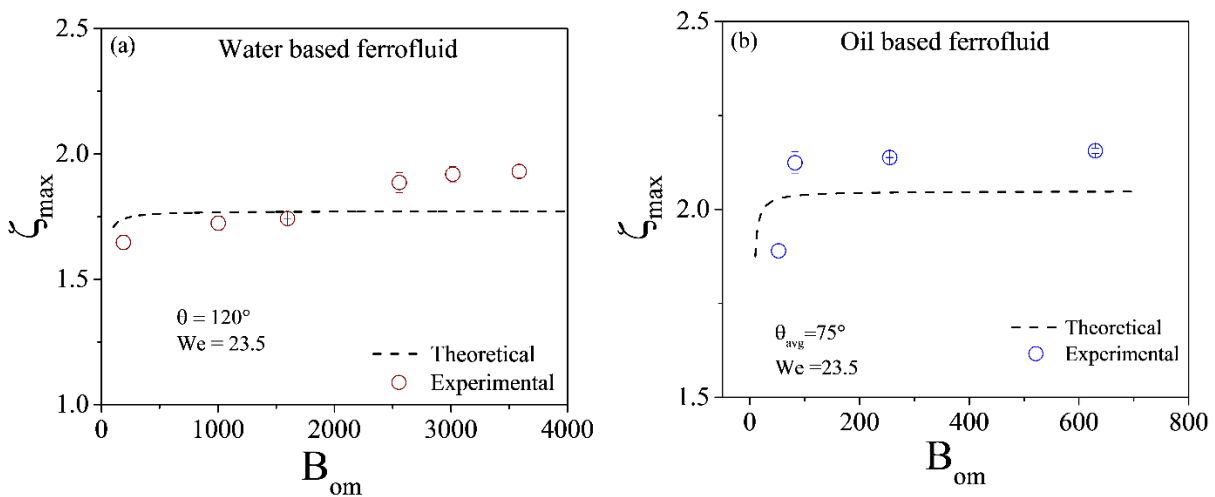 (a) Water based ferrofluid
2.5
2.0
1.5
1.0
ζmax
θ = 120°
We = 23.5
Theoretical
Experimental
0 1000 2000 3000 4000
Bom
(b) Oil based ferrofluid
2.5
2.0
1.5
ζmax
θavg=75°
We =23.5
Theoretical
Experimental
0 200 400 600 800
Bom